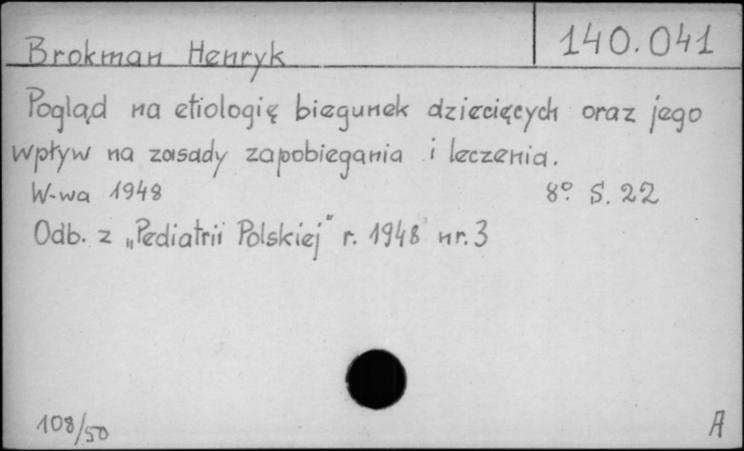 Brokman Henryk
140.041
Pogląd na etiologię biegunek dziecięcych oraz jego
wpływ na zasady zapobiegania i leczenia.
W-wa 1948 8º S. 22
Odb. z „Pediatrii Polskiej" r. 1948 nr. 3
108/50
A